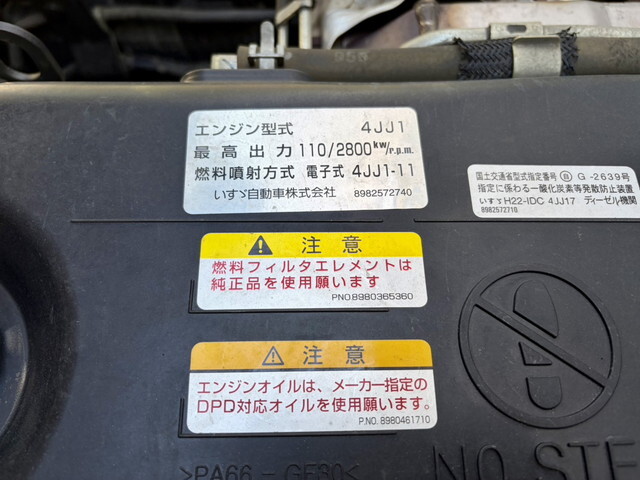 955
エンジン型式 4JJ1
最高出力 110/2800kw/r.p.m.
燃料噴射方式 電子式 4JJ1-11
いすゞ自動車株式会社 8982572740
国土交通省型式指定番号 Ⓑ G-2639号
指定に係わる一酸化炭素等発散防止装置
いすゞH22-IDC 4JJ17 ディーゼル機関
8982572710
⚠ 注意
燃料フィルタエレメントは
純正品を使用願います
PNO.8980365360
⚠ 注意
エンジンオイルは、メーカー指定の
DPD対応オイルを使用願います。
P.NO. 8980461710
>PA66-GF30<
NO STE